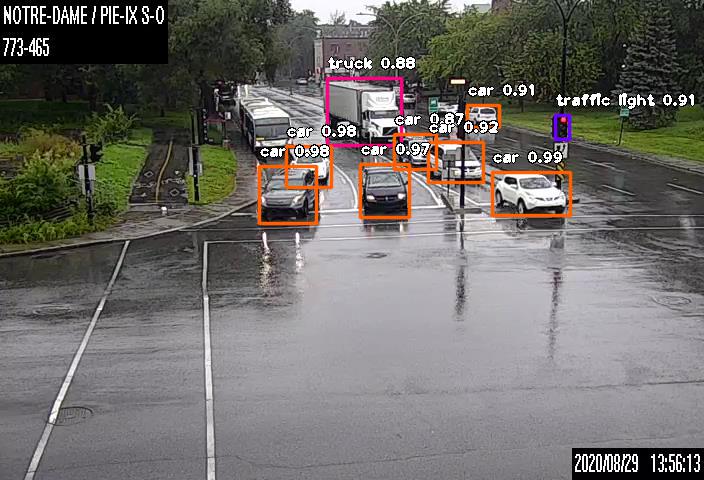 NOTRE-DAME / PIE-IX S-O
773-465
truck 0.88
car 0.91
traffic light 0.91
car 0.98
car 0.87
car 0.92
car 0.98
car 0.97
car 0.99
2020/08/29 13:56:13